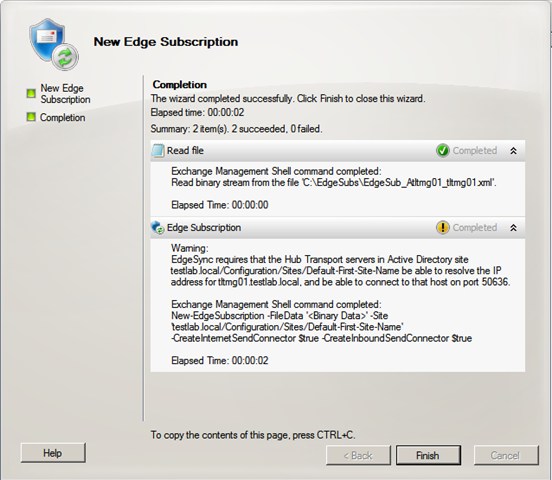 New Edge Subscription
New Edge
Subscription
Completion
Completion
The wizard completed successfully. Click Finish to close this wizard.
Elapsed time: 00:00:02
Summary: 2 item(s). 2 succeeded, 0 failed.
Read file Completed
Exchange Management Shell command completed:
Read binary stream from the file 'C:\EdgeSubs\EdgeSub_Atltmg01_tltmg01.xml'.
Elapsed Time: 00:00:00
Edge Subscription Completed
Warning:
EdgeSync requires that the Hub Transport servers in Active Directory site
testlab.local/Configuration/Sites/Default-First-Site-Name be able to resolve the IP
address for tltmg01.testlab.local, and be able to connect to that host on port 50636.
Exchange Management Shell command completed:
New-EdgeSubscription -FileData '<Binary Data>' -Site
'testlab.local/Configuration/Sites/Default-First-Site-Name'
-CreateInternetSendConnector $true -CreateInboundSendConnector $true
Elapsed Time: 00:00:02
To copy the contents of this page, press CTRL+C.
Help < Back Finish Cancel